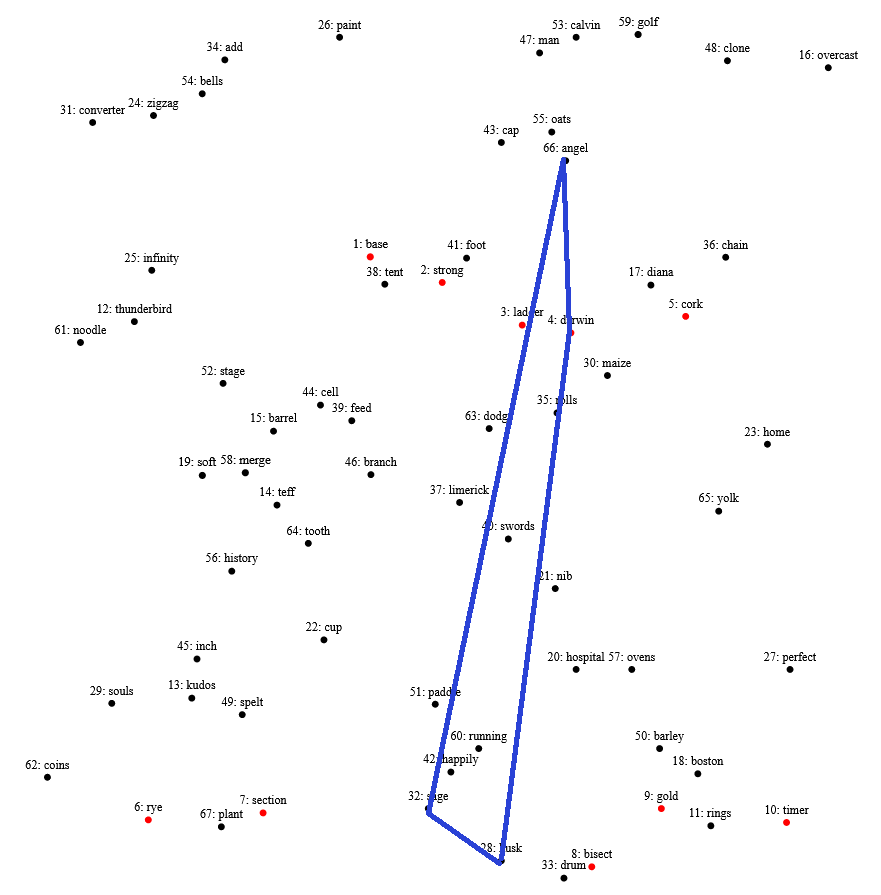 59: golf
53: calvin
26: paint
47: man
34: add
48: clone
16: overcast
54: bells
24: zigzag
31: converter
55: oats
43: cap
66: angel
1: base
41: foot
36: chain
25: infinity
38: tent
2: strong
17: diana
5: cork
12: thunderbird
3: ladder
4: darwin
61: noodle
30: maize
52: stage
44: cell
39: feed
35: rolls
15: barrel
63: dodge
23: home
19: soft
58: merge
46: branch
14: teff
37: limerick
65: yolk
64: tooth
40: swords
56: history
21: nib
22: cup
45: inch
20: hospital
57: ovens
27: perfect
13: kudos
29: souls
51: paddle
49: spelt
60: running
50: barley
42: happily
18: boston
62: coins
32: sage
9: gold
7: section
6: rye
67: plant
11: rings
10: timer
28: husk
8: bisect
33: drum